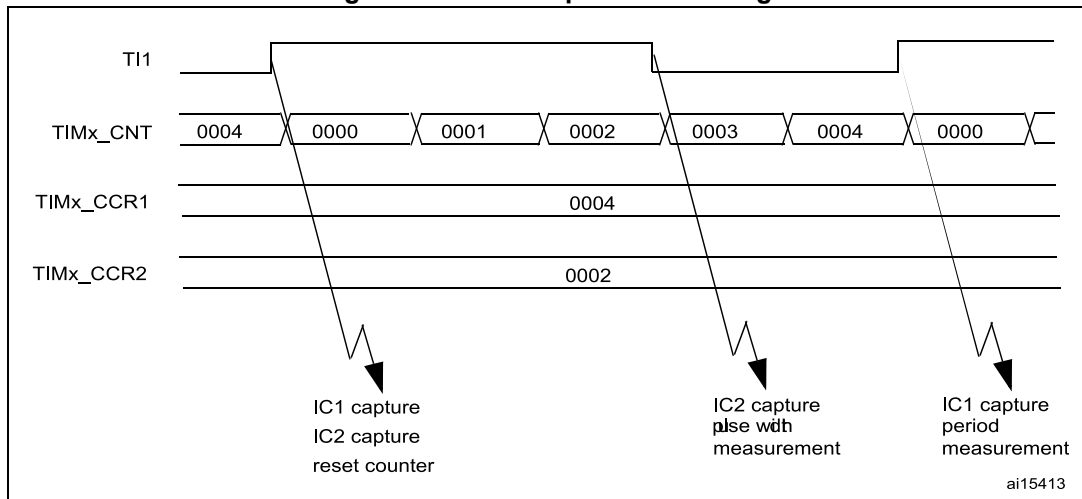 TI1
TIMx_CNT 0004 0000 0001 0002 0003 0004 0000
TIMx_CCR1 0004
TIMx_CCR2 0002
IC1 capture
IC2 capture
reset counter
IC2 capture
pulse width
measurement
IC1 capture
period
measurement
ai15413